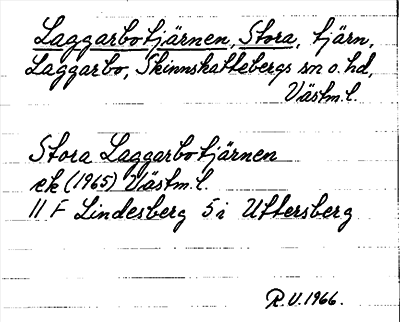 Laggarbotjärnen, Stora, tjärn,
Laggarbo, Skinnskattebergs sn o. hd,
Västm. l.
Stora Laggarbotjärnen
ek (1965) Västm. l.
11 F Lindesberg 5 i Uttersberg
R.V. 1966.